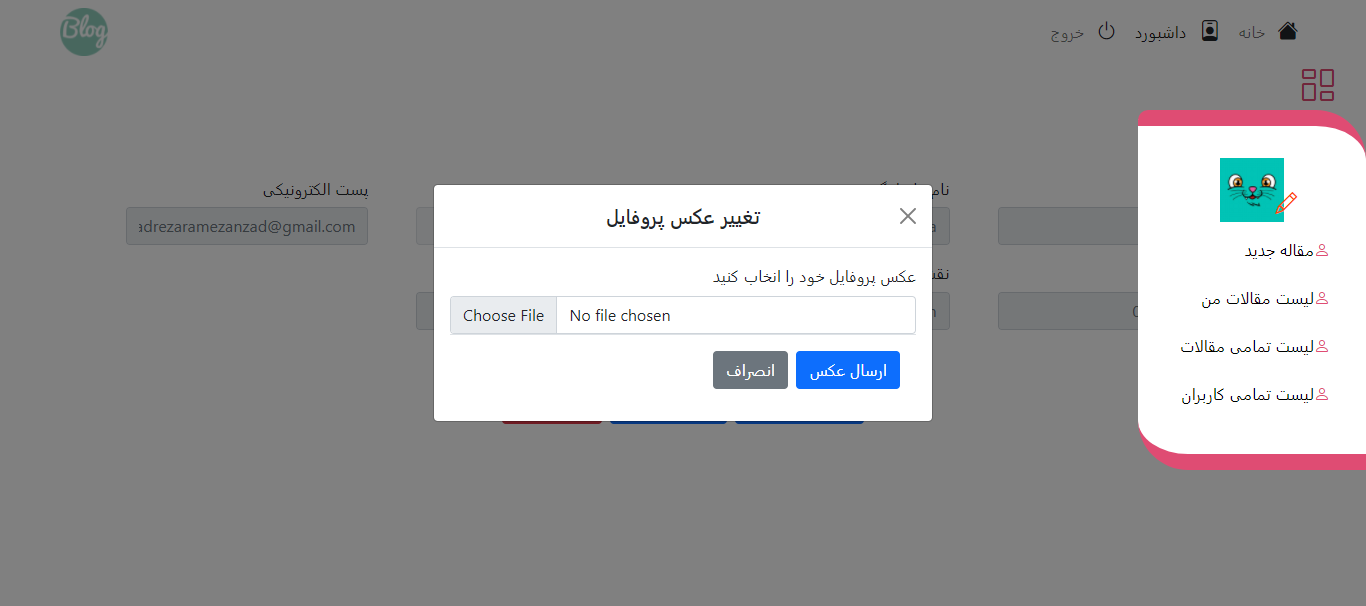 Blog
خانه
داشبورد
خروج
مقاله جدید
لیست مقالات من
لیست تمامی مقالات
لیست تمامی کاربران
پست الکترونیکی
adrezaramezanzad@gmail.com
تغییر عکس پروفایل
عکس پروفایل خود را انخاب کنید
Choose File No file chosen
ارسال عکس
انصراف